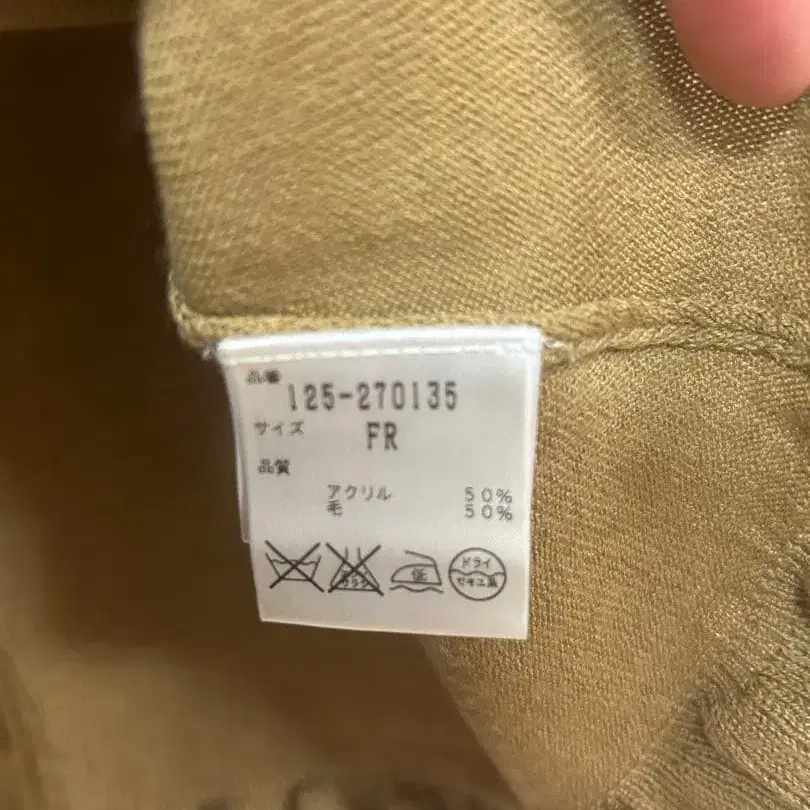 品番
125-270135
サイズ FR
品質
アクリル 50%
毛 50%
低
ドライ
セキユ系